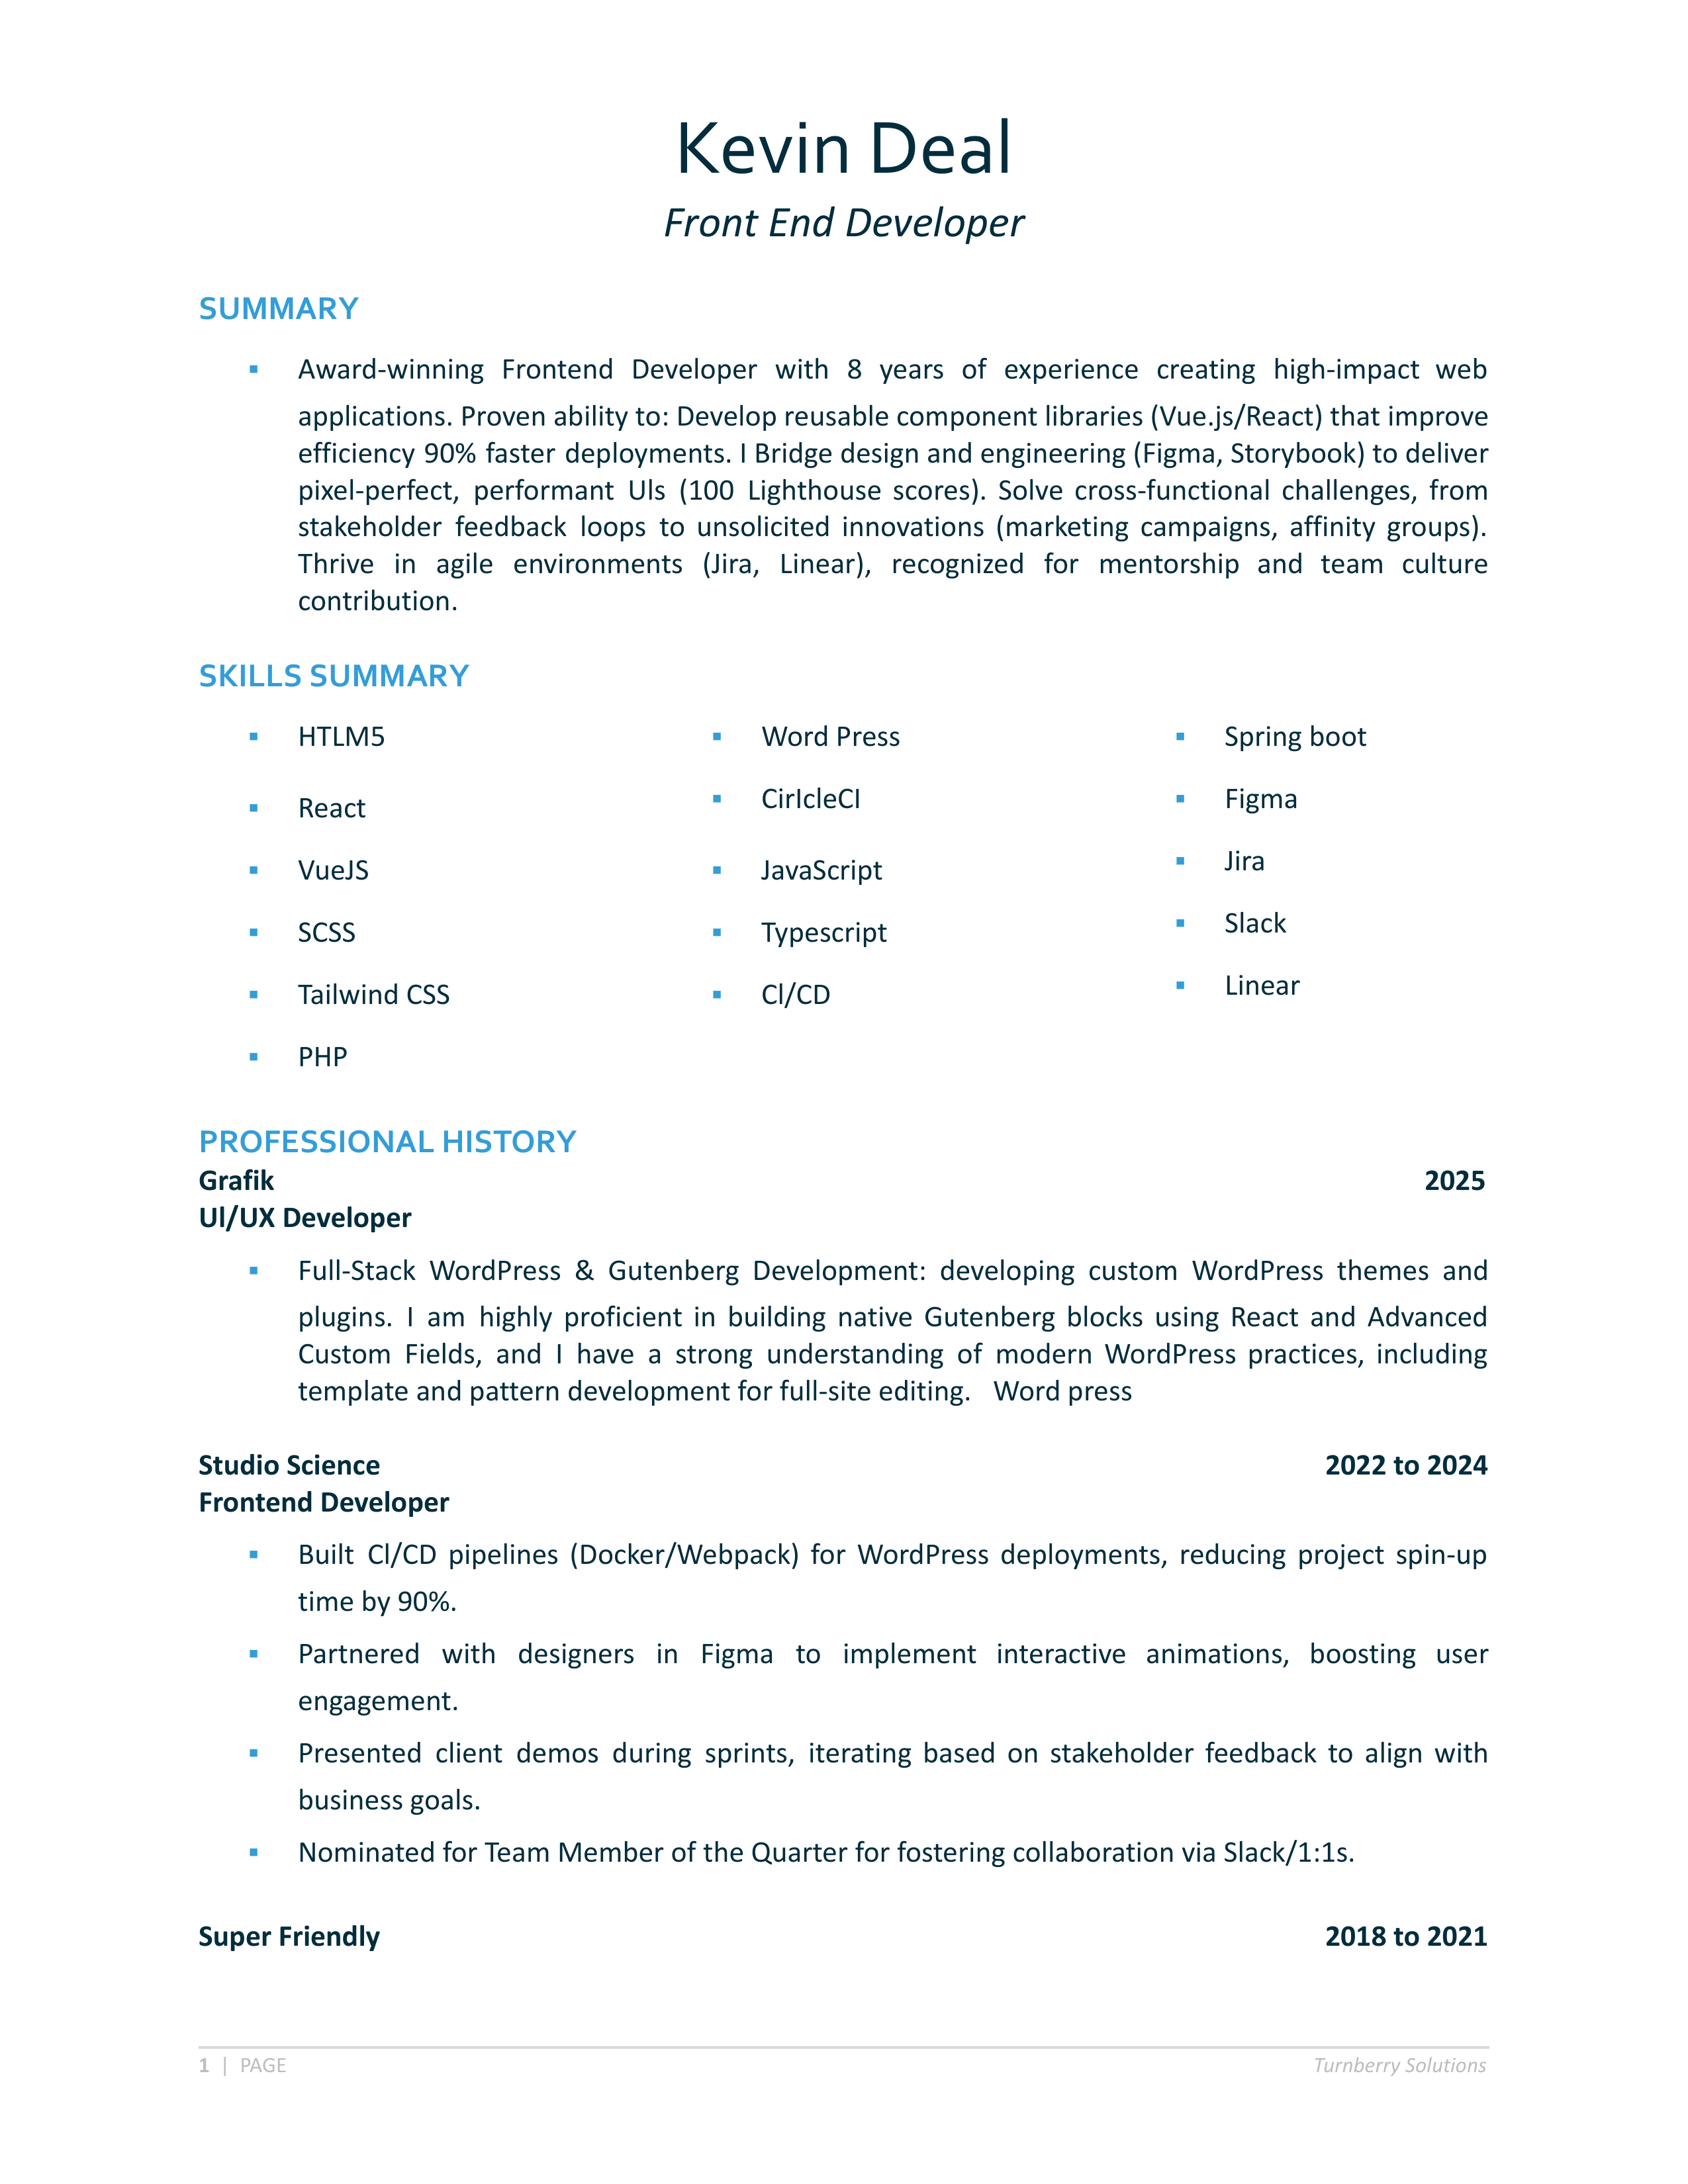 Kevin Deal
Front End Developer
SUMMARY
▪ Award-winning Frontend Developer with 8 years of experience creating high-impact web
applications. Proven ability to: Develop reusable component libraries (Vue.js/React) that improve
efficiency 90% faster deployments. I Bridge design and engineering (Figma, Storybook) to deliver
pixel-perfect, performant Uls (100 Lighthouse scores). Solve cross-functional challenges, from
stakeholder feedback loops to unsolicited innovations (marketing campaigns, affinity groups).
Thrive in agile environments (Jira, Linear), recognized for mentorship and team culture
contribution.
SKILLS SUMMARY
▪ HTLM5
▪ React
▪ VueJS
▪ SCSS
▪ Tailwind CSS
▪ PHP
▪ Word Press
▪ CirIcleCI
▪ JavaScript
▪ Typescript
▪ Cl/CD
▪ Spring boot
▪ Figma
▪ Jira
▪ Slack
▪ Linear
PROFESSIONAL HISTORY
Grafik 2025
Ul/UX Developer
▪ Full-Stack WordPress & Gutenberg Development: developing custom WordPress themes and
plugins. I am highly proficient in building native Gutenberg blocks using React and Advanced
Custom Fields, and I have a strong understanding of modern WordPress practices, including
template and pattern development for full-site editing. Word press
Studio Science 2022 to 2024
Frontend Developer
▪ Built Cl/CD pipelines (Docker/Webpack) for WordPress deployments, reducing project spin-up
time by 90%.
▪ Partnered with designers in Figma to implement interactive animations, boosting user
engagement.
▪ Presented client demos during sprints, iterating based on stakeholder feedback to align with
business goals.
▪ Nominated for Team Member of the Quarter for fostering collaboration via Slack/1:1s.
Super Friendly 2018 to 2021
1 | PAGE Turnberry Solutions